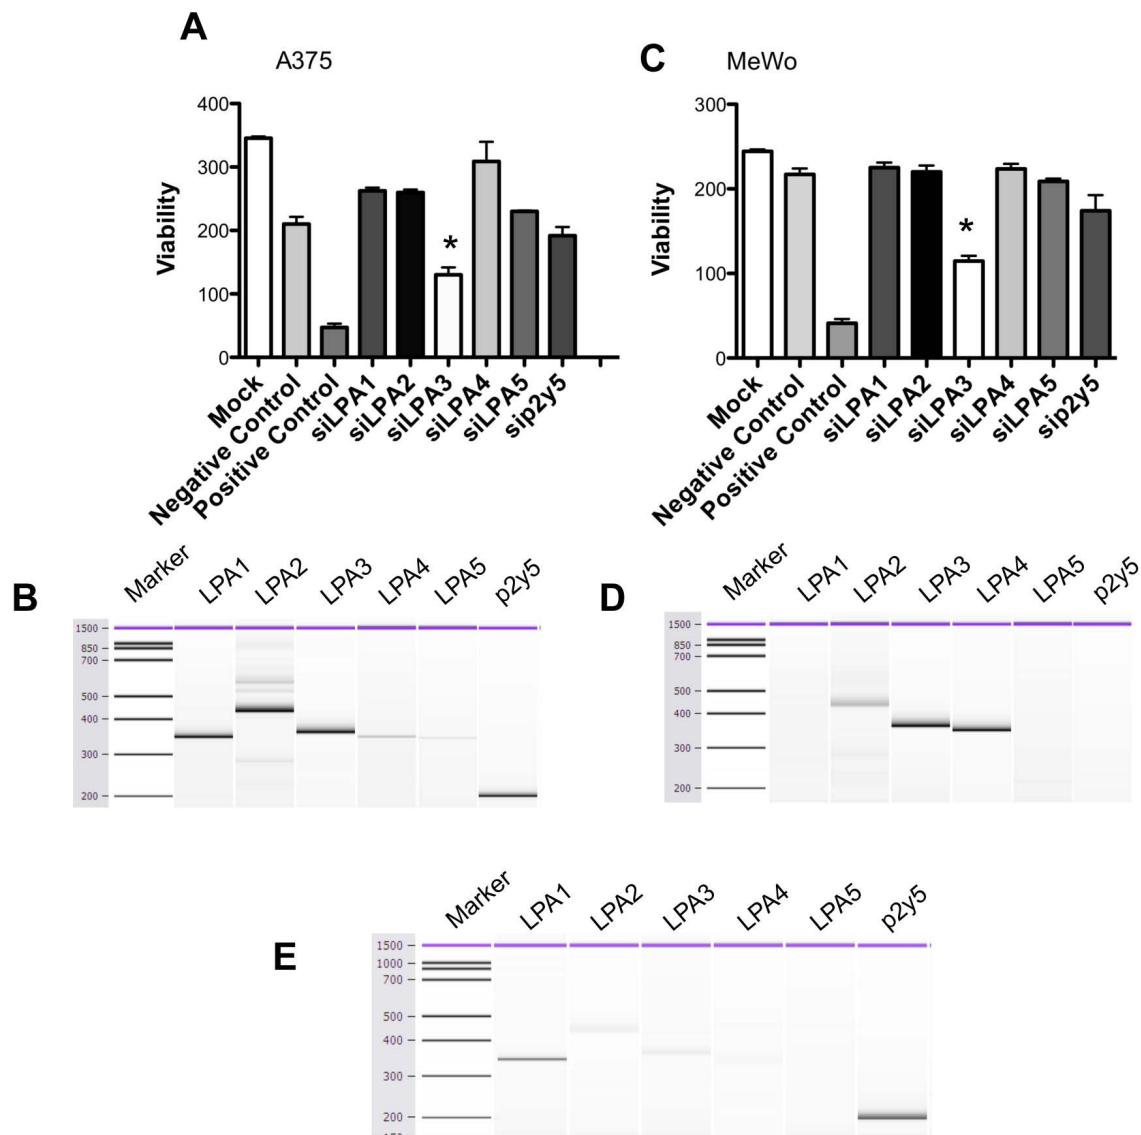 A
A375
400
300
200
100
0
Viability
*
Mock
Negative Control
Positive Control
siLPA1
siLPA2
siLPA3
siLPA4
siLPA5
sip2y5
C
MeWo
300
200
100
0
Viability
*
Mock
Negative Control
Positive Control
siLPA1
siLPA2
siLPA3
siLPA4
siLPA5
sip2y5
B
Marker LPA1 LPA2 LPA3 LPA4 LPA5 p2y5
1500
850
700
500
400
300
200
D
Marker LPA1 LPA2 LPA3 LPA4 LPA5 p2y5
1500
850
700
500
400
300
200
E
Marker LPA1 LPA2 LPA3 LPA4 LPA5 p2y5
1500
1000
700
500
400
300
200